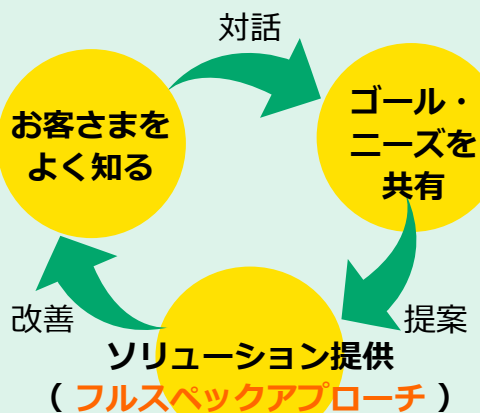 対話
お客さまを
よく知る
ゴール・
ニーズを
共有
改善
提案
ソリューション提供
（ フルスペックアプローチ ）